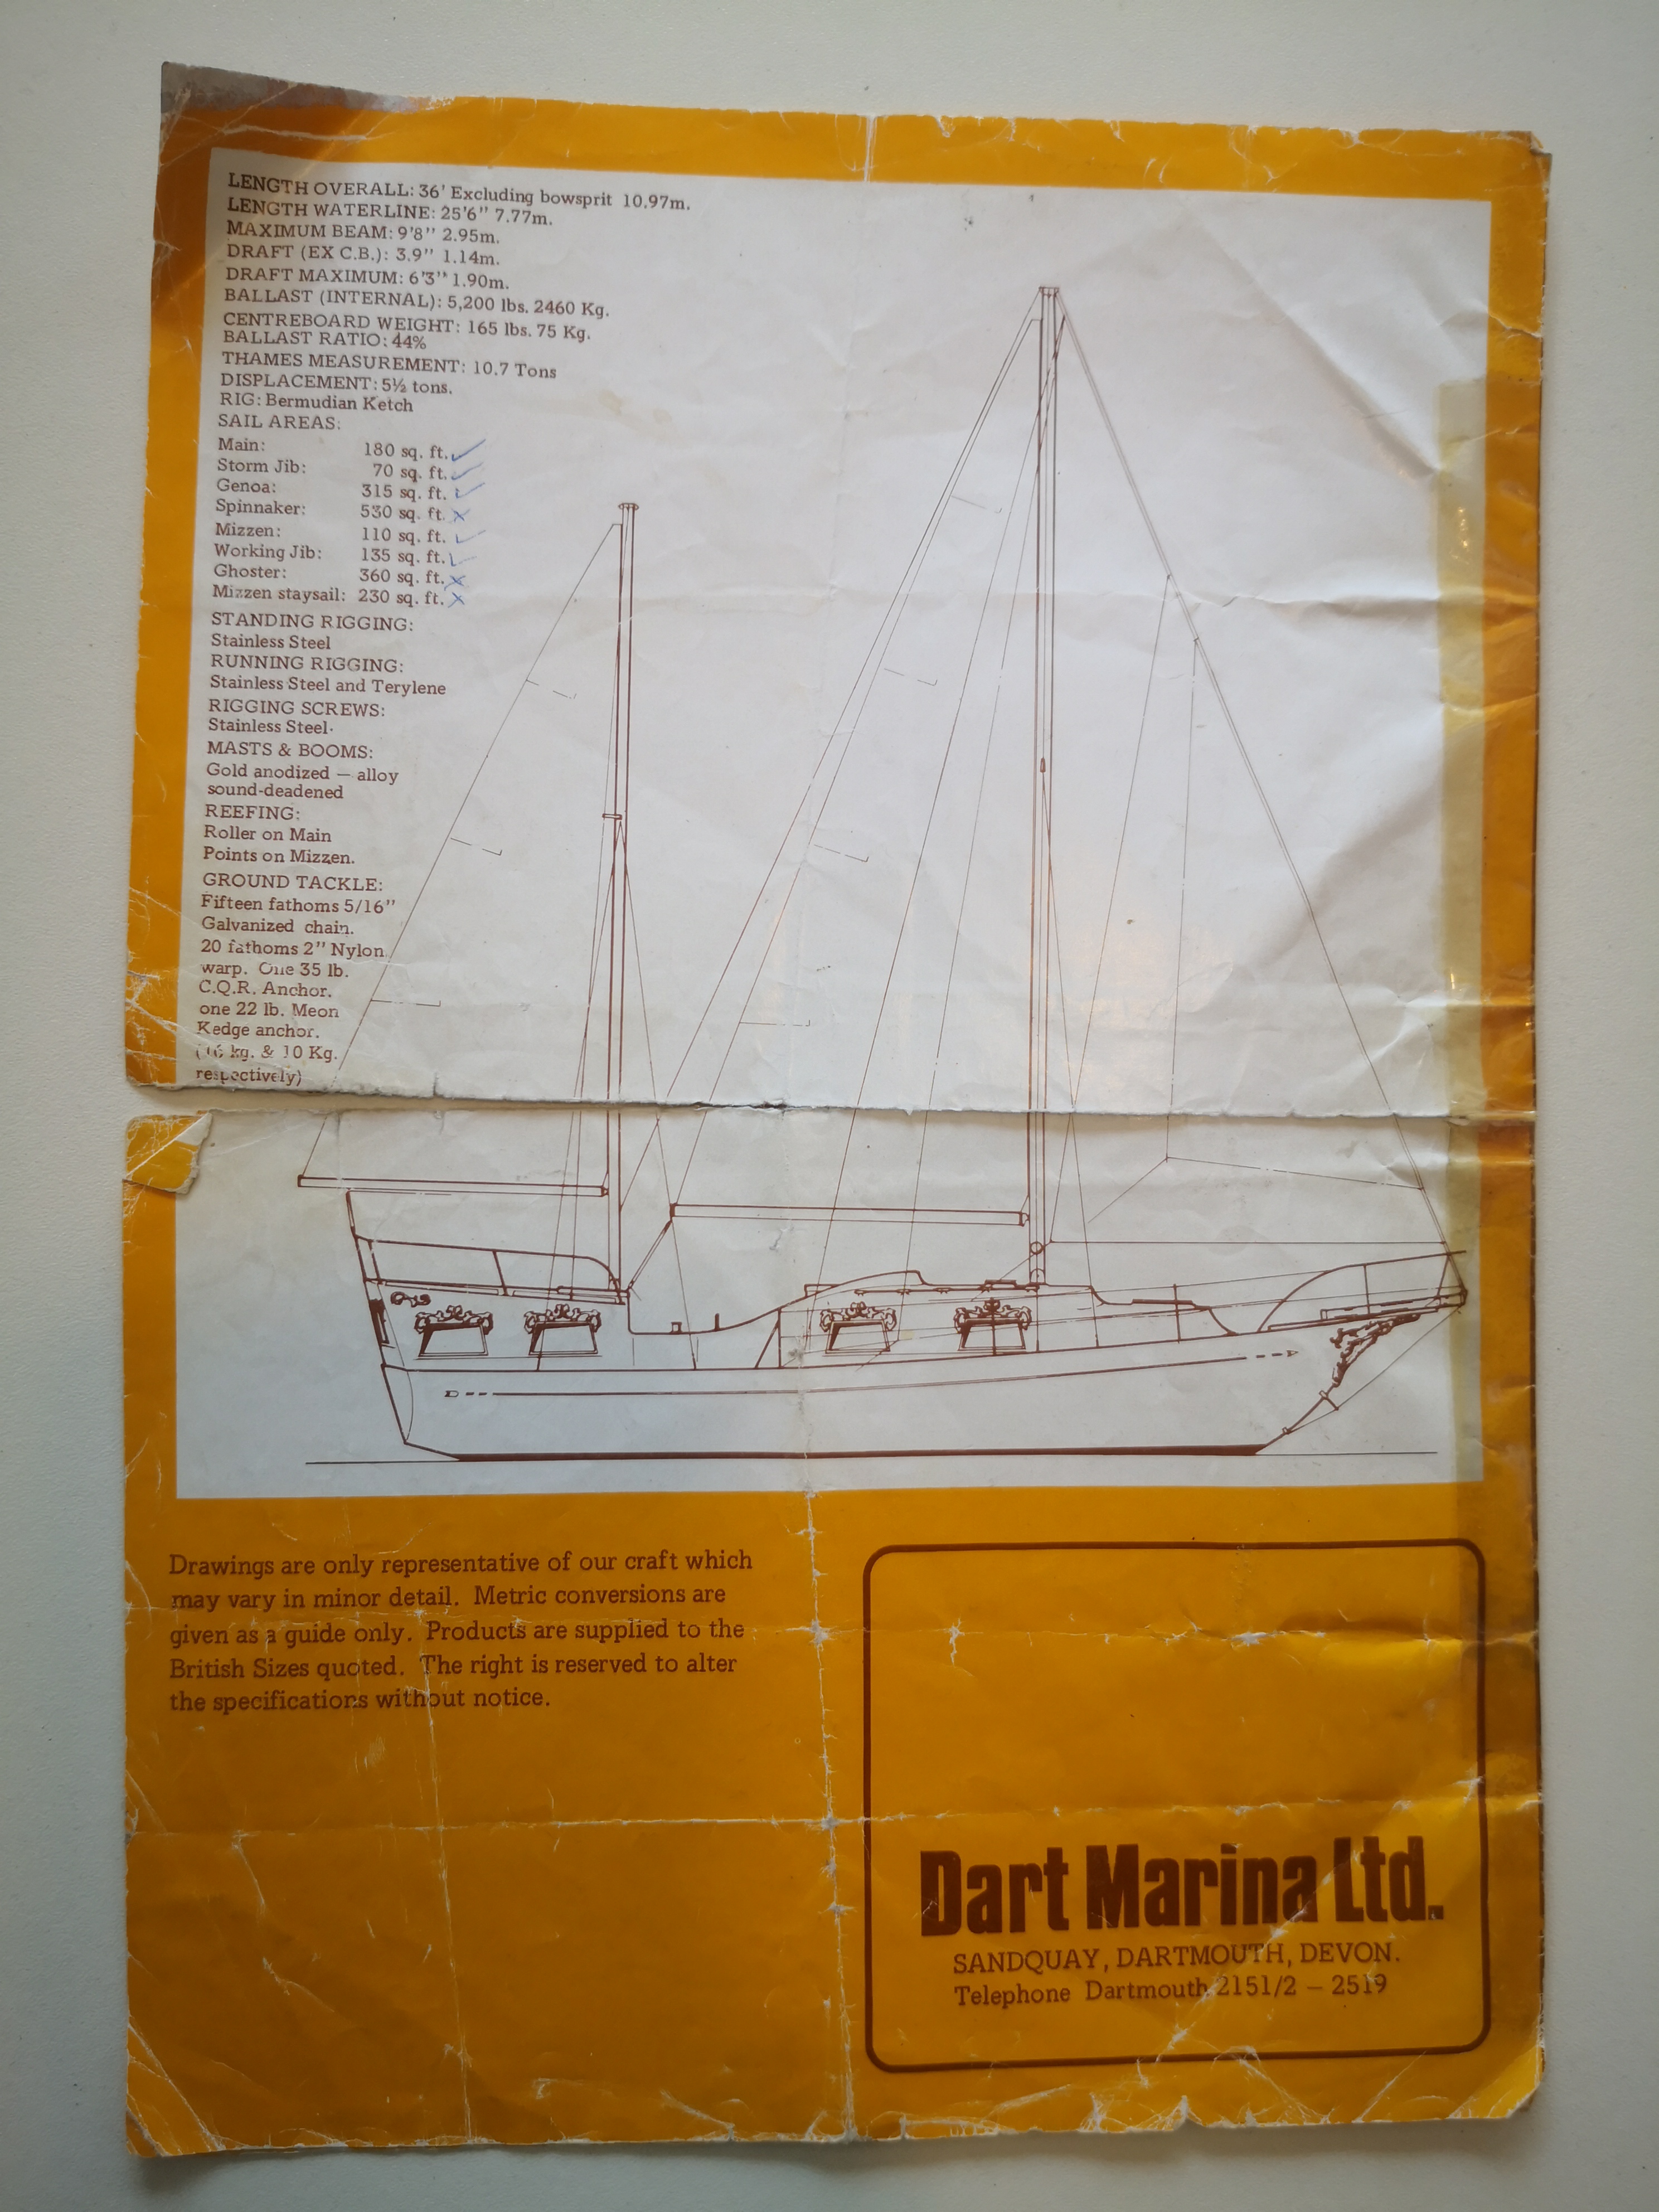 LENGTH OVERALL: 36' Excluding bowsprit 10.97m.
LENGTH WATERLINE: 25'6" 7.77m.
MAXIMUM BEAM: 9'8" 2.95m.
DRAFT (EX C.B.): 3.9" 1.14m.
DRAFT MAXIMUM: 6'3" 1.90m.
BALLAST (INTERNAL): 5,200 lbs. 2460 Kg.
CENTREBOARD WEIGHT: 165 lbs. 75 Kg.
BALLAST RATIO: 44%
THAMES MEASUREMENT: 10.7 Tons
DISPLACEMENT: 5½ tons.
RIG: Bermudian Ketch
SAIL AREAS:
Main: 180 sq. ft. ✓
Storm Jib: 70 sq. ft. ✓
Genoa: 315 sq. ft. ✓
Spinnaker: 530 sq. ft. ×
Mizzen: 110 sq. ft. ✓
Working Jib: 135 sq. ft. ✓
Ghoster: 360 sq. ft. ×
Mizzen staysail: 230 sq. ft. ×
STANDING RIGGING:
Stainless Steel
RUNNING RIGGING:
Stainless Steel and Terylene
RIGGING SCREWS:
Stainless Steel.
MASTS & BOOMS:
Gold anodized — alloy
sound-deadened
REEFING:
Roller on Main
Points on Mizzen.
GROUND TACKLE:
Fifteen fathoms 5/16"
Galvanized chain.
20 fathoms 2" Nylon
warp. One 35 lb.
C.Q.R. Anchor.
one 22 lb. Meon
Kedge anchor.
(16 kg. & 10 Kg.
respectively)
Drawings are only representative of our craft which
may vary in minor detail. Metric conversions are
given as a guide only. Products are supplied to the
British Sizes quoted. The right is reserved to alter
the specifications without notice.
Dart Marina Ltd.
SANDQUAY, DARTMOUTH, DEVON.
Telephone Dartmouth 2151/2 — 2519